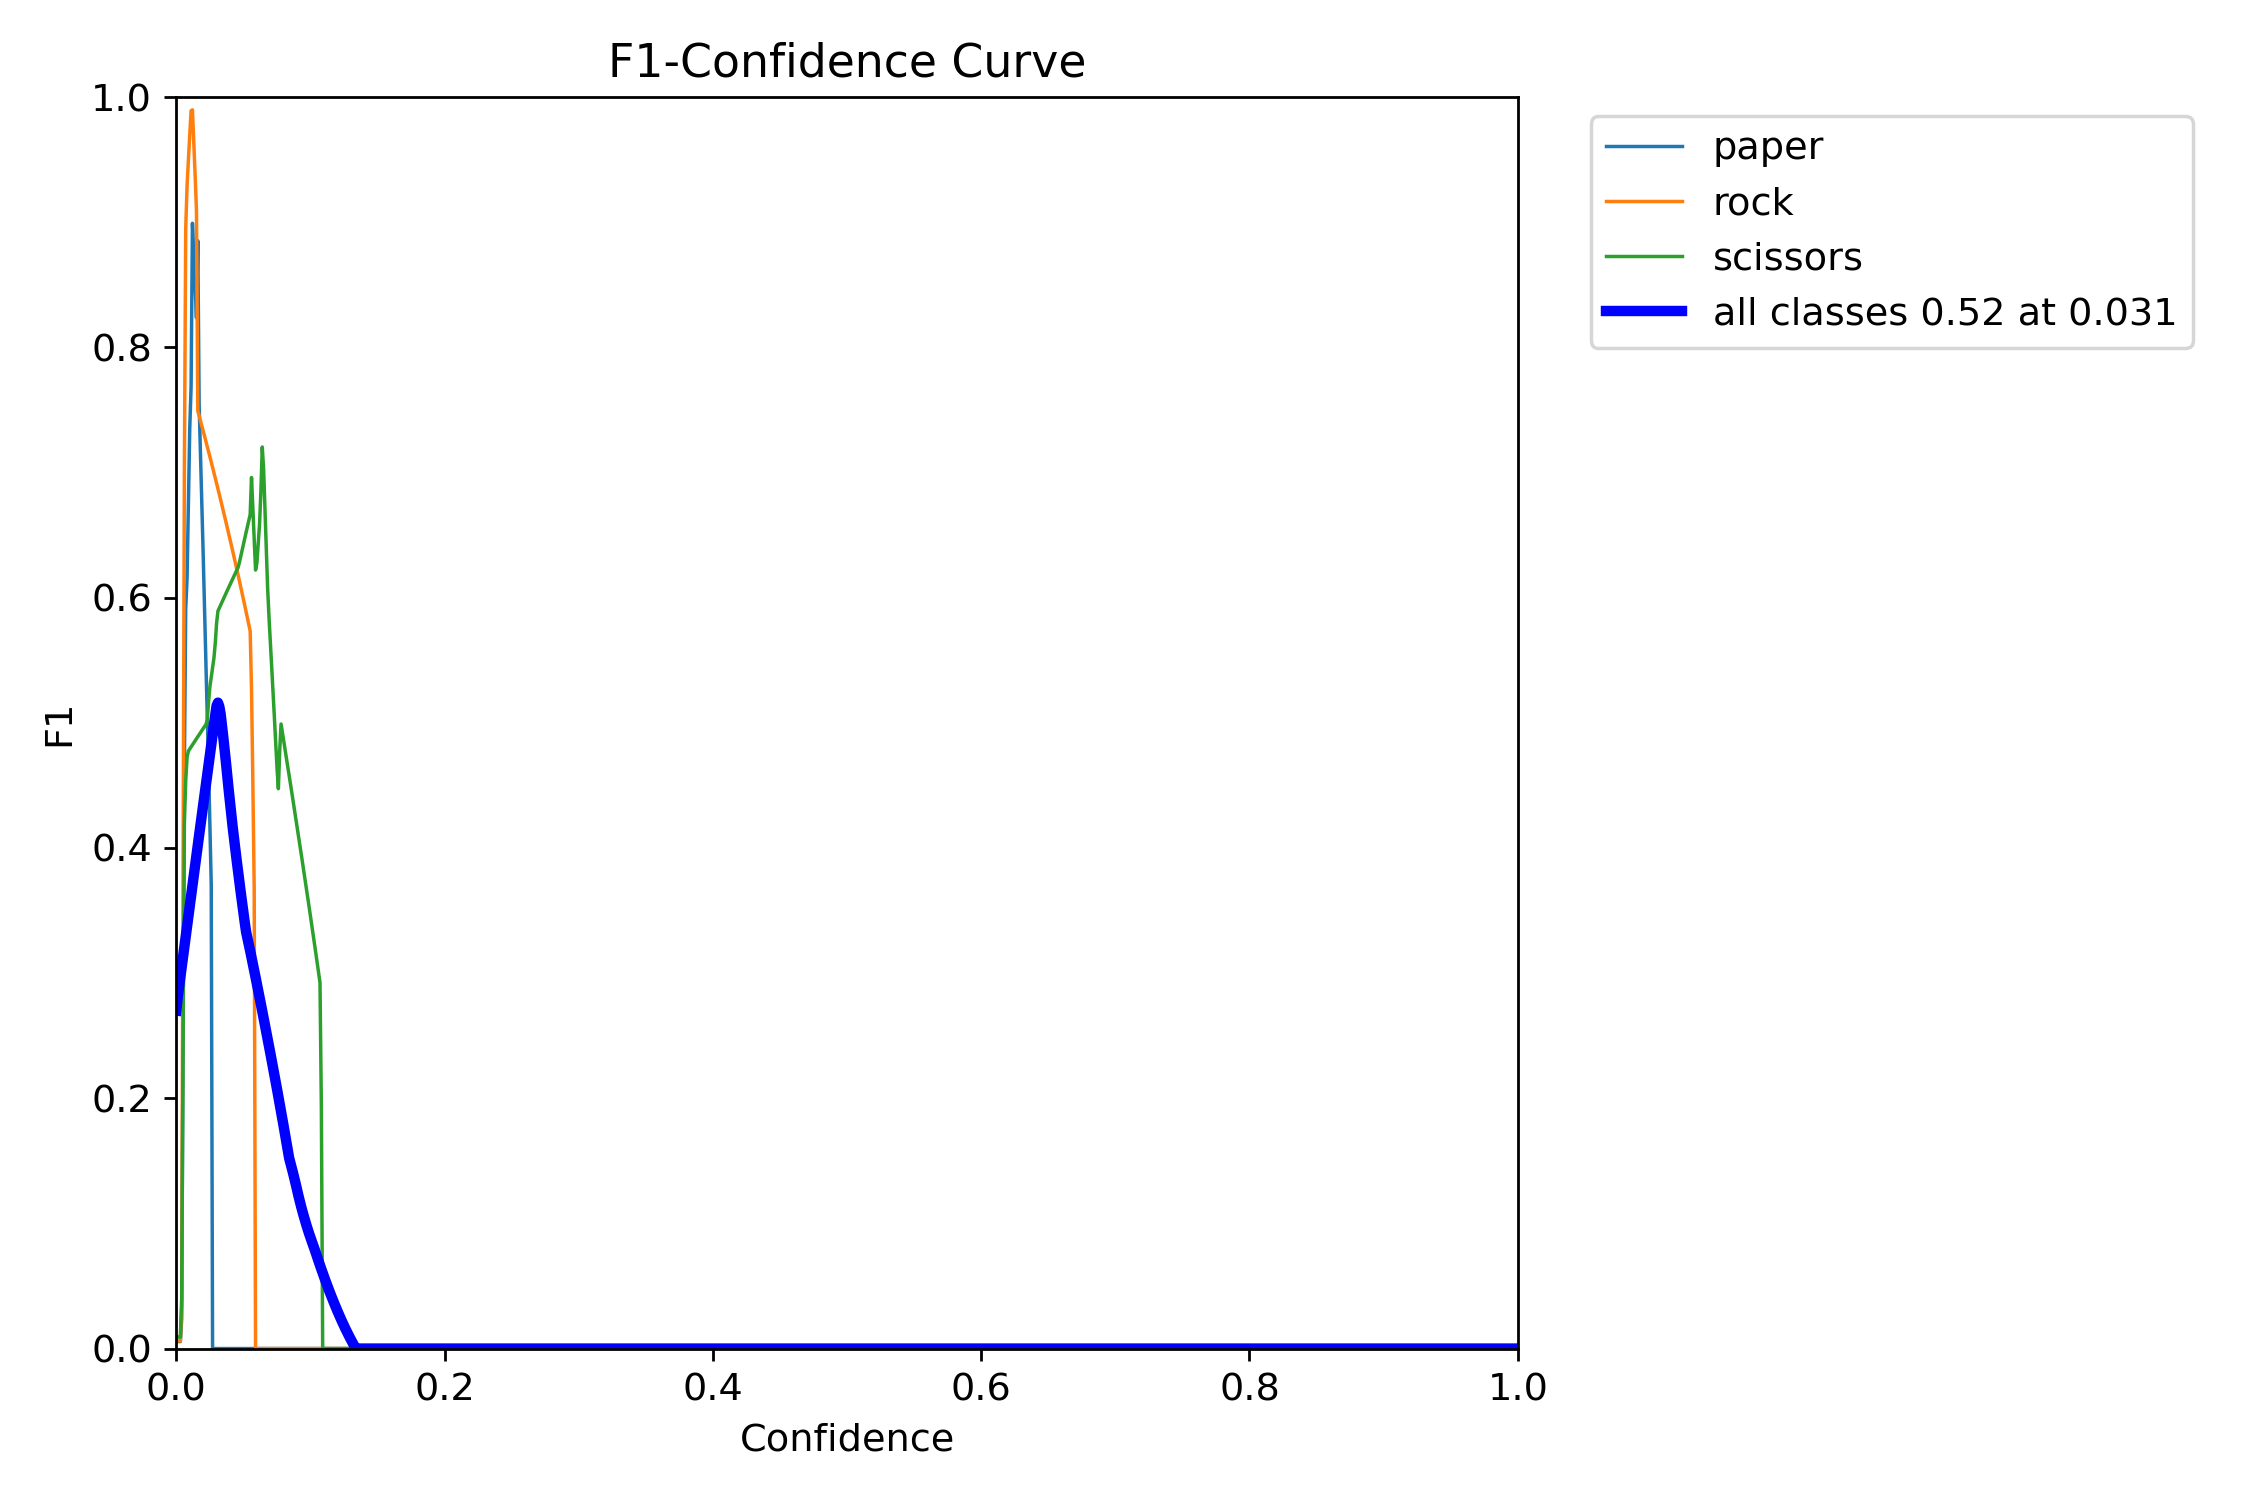 F1-Confidence Curve
1.0
0.8
0.6
0.4
0.2
0.0
F1
0.0 0.2 0.4 0.6 0.8 1.0
Confidence
paper
rock
scissors
all classes 0.52 at 0.031